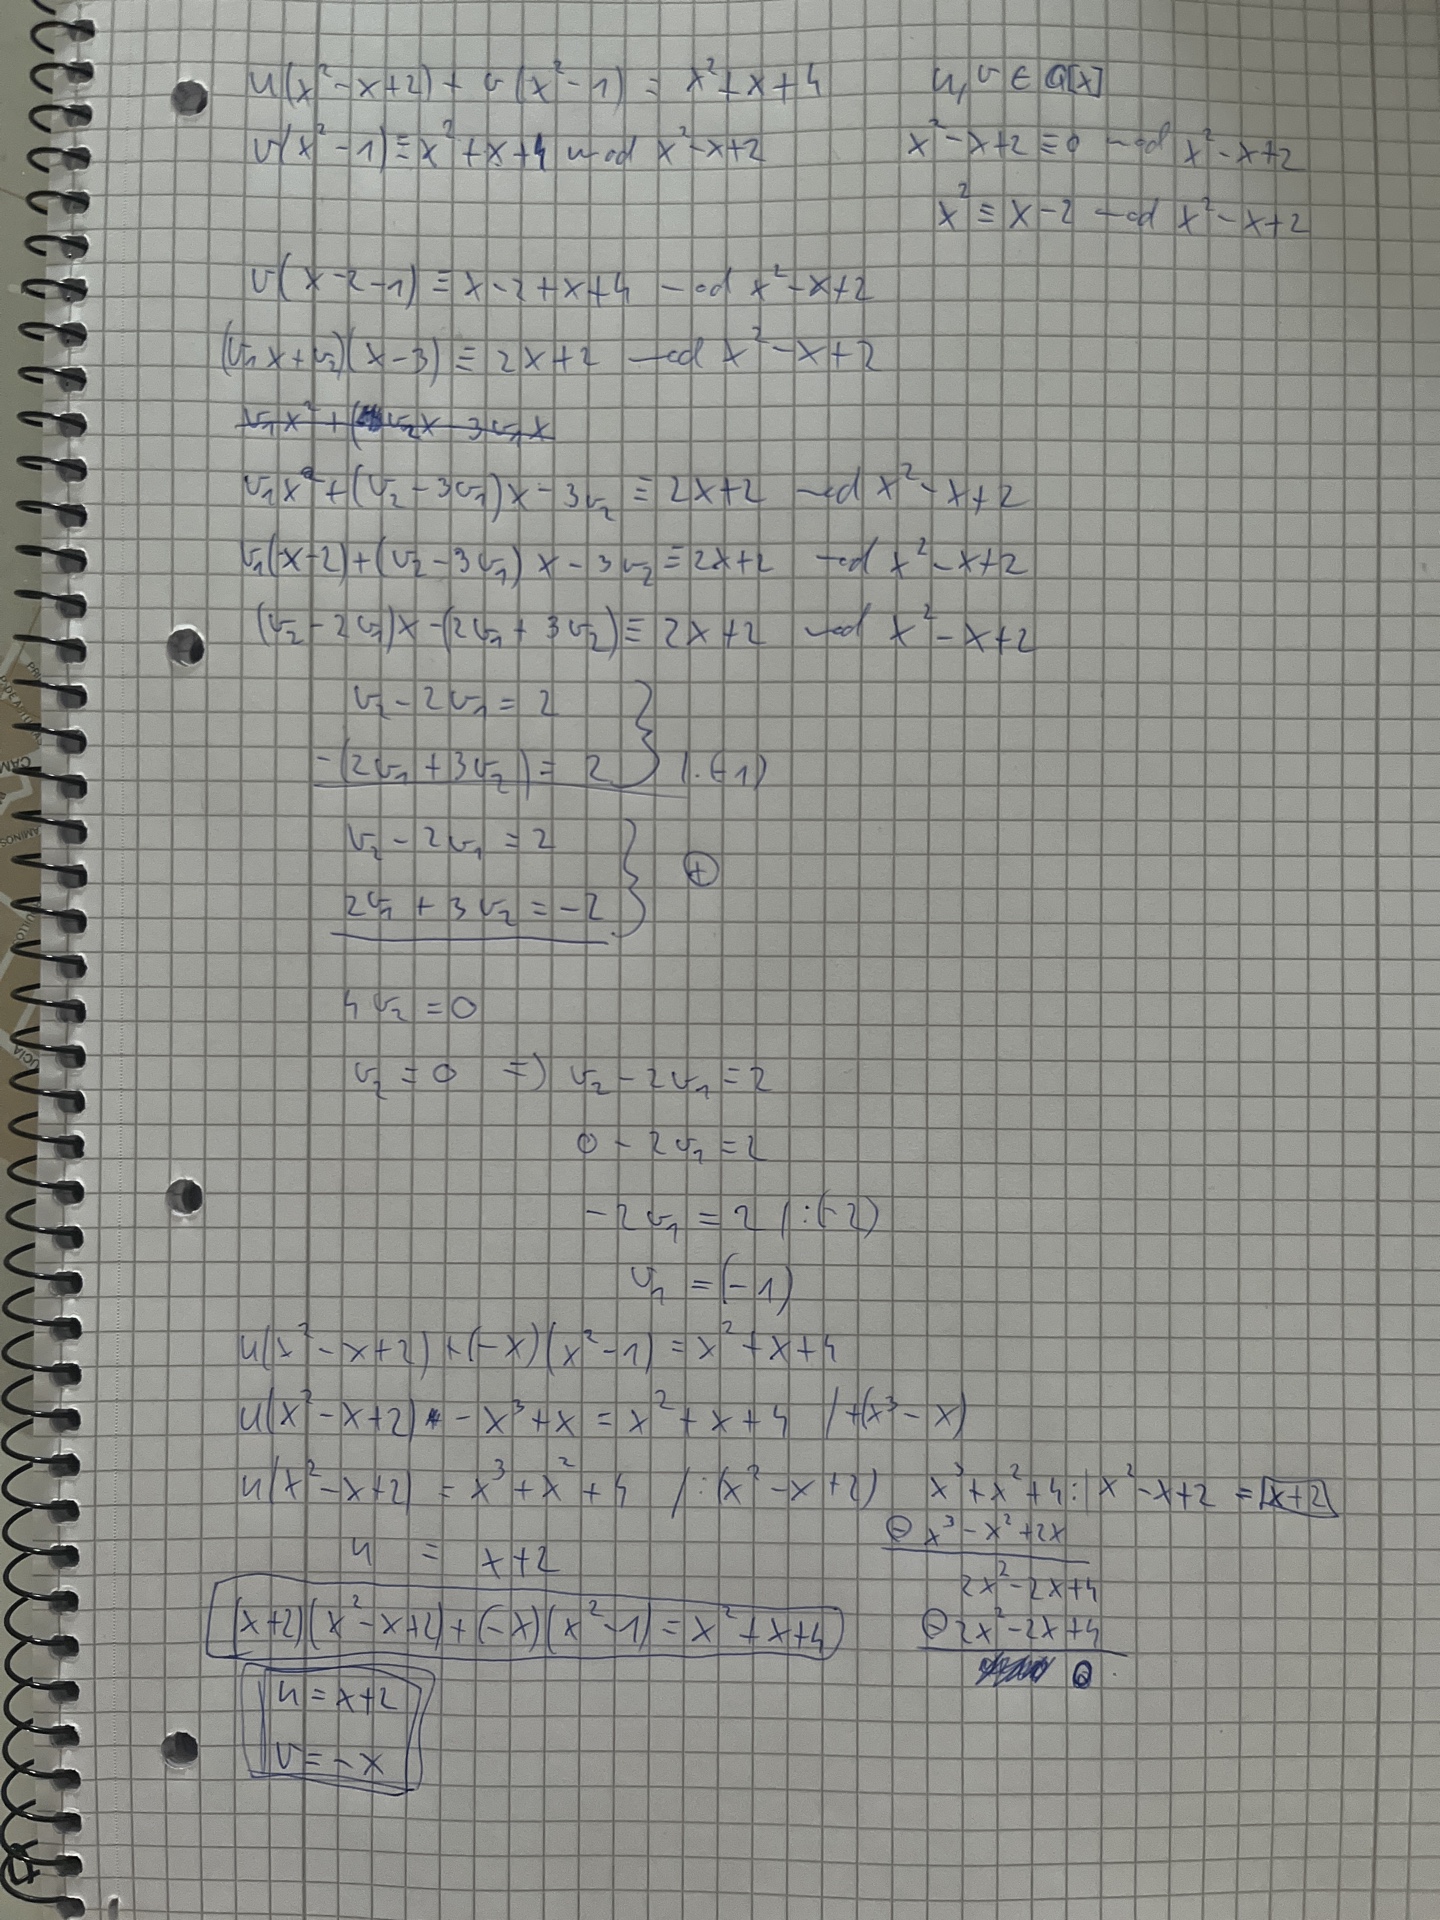 u(x²-x+2) + v(x²-1) = x²+x+4 u,v ∈ Q[x]
v(x²-1) ≡ x²+x+4 mod x²-x+2 x²-x+2 ≡ 0 mod x²-x+2
x² ≡ x-2 mod x²-x+2
v(x-2-1) ≡ x-2+x+4 mod x²-x+2
(v₁x+v₂)(x-3) ≡ 2x+2 mod x²-x+2
v₁x² + (v₂x - 3v₁x
v₁x² + (v₂-3v₁)x - 3v₂ ≡ 2x+2 mod x²-x+2
v₁(x-2) + (v₂-3v₁)x - 3v₂ ≡ 2x+2 mod x²-x+2
(v₂-2v₁)x - (2v₁+3v₂) ≡ 2x+2 mod x²-x+2
v₂ - 2v₁ = 2
-(2v₁+3v₂) = 2 } /·(-1)
v₂ - 2v₁ = 2
2v₁ + 3v₂ = -2 } ⊕
4v₂ = 0
v₂ = 0 => v₂ - 2v₁ = 2
0 - 2v₁ = 2
-2v₁ = 2 /:(-2)
v₁ = (-1)
u(x²-x+2) + (-x)(x²-1) = x²+x+4
u(x²-x+2) - x³+x = x²+x+4 /+(x³-x)
u(x²-x+2) = x³+x²+4 /:(x²-x+2) x³+x²+4 : x²-x+2 = x+2
⊖ x³-x²+2x
u = x+2
2x²-2x+4
(x+2)(x²-x+2) + (-x)(x²-1) = x²+x+4
⊖ 2x²-2x+4
0
u = x+2
v = -x